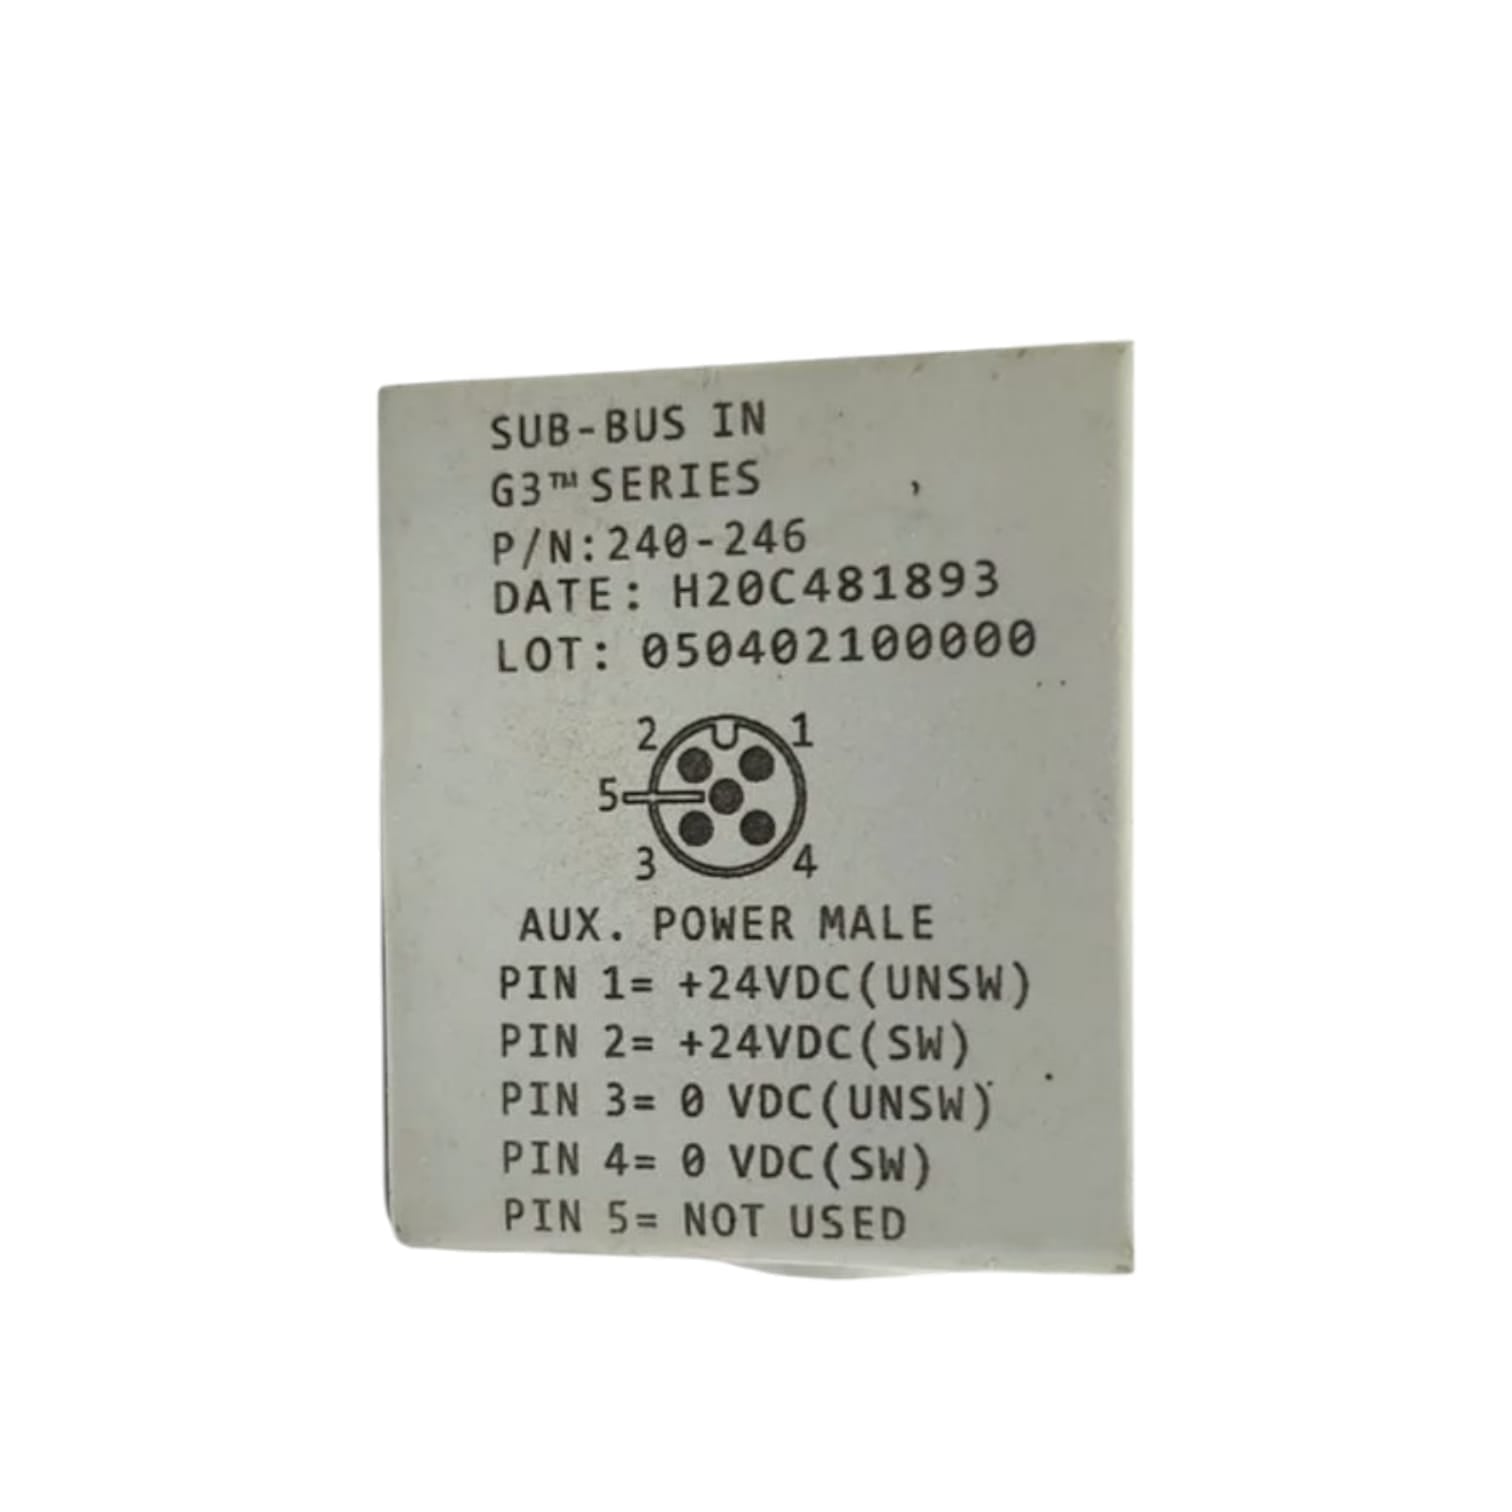 SUB-BUS IN
G3™ SERIES
P/N:240-246
DATE: H20C481893
LOT: 050402100000
2 1
5
3 4
AUX. POWER MALE
PIN 1= +24VDC(UNSW)
PIN 2= +24VDC(SW)
PIN 3= 0 VDC(UNSW)
PIN 4= 0 VDC(SW)
PIN 5= NOT USED